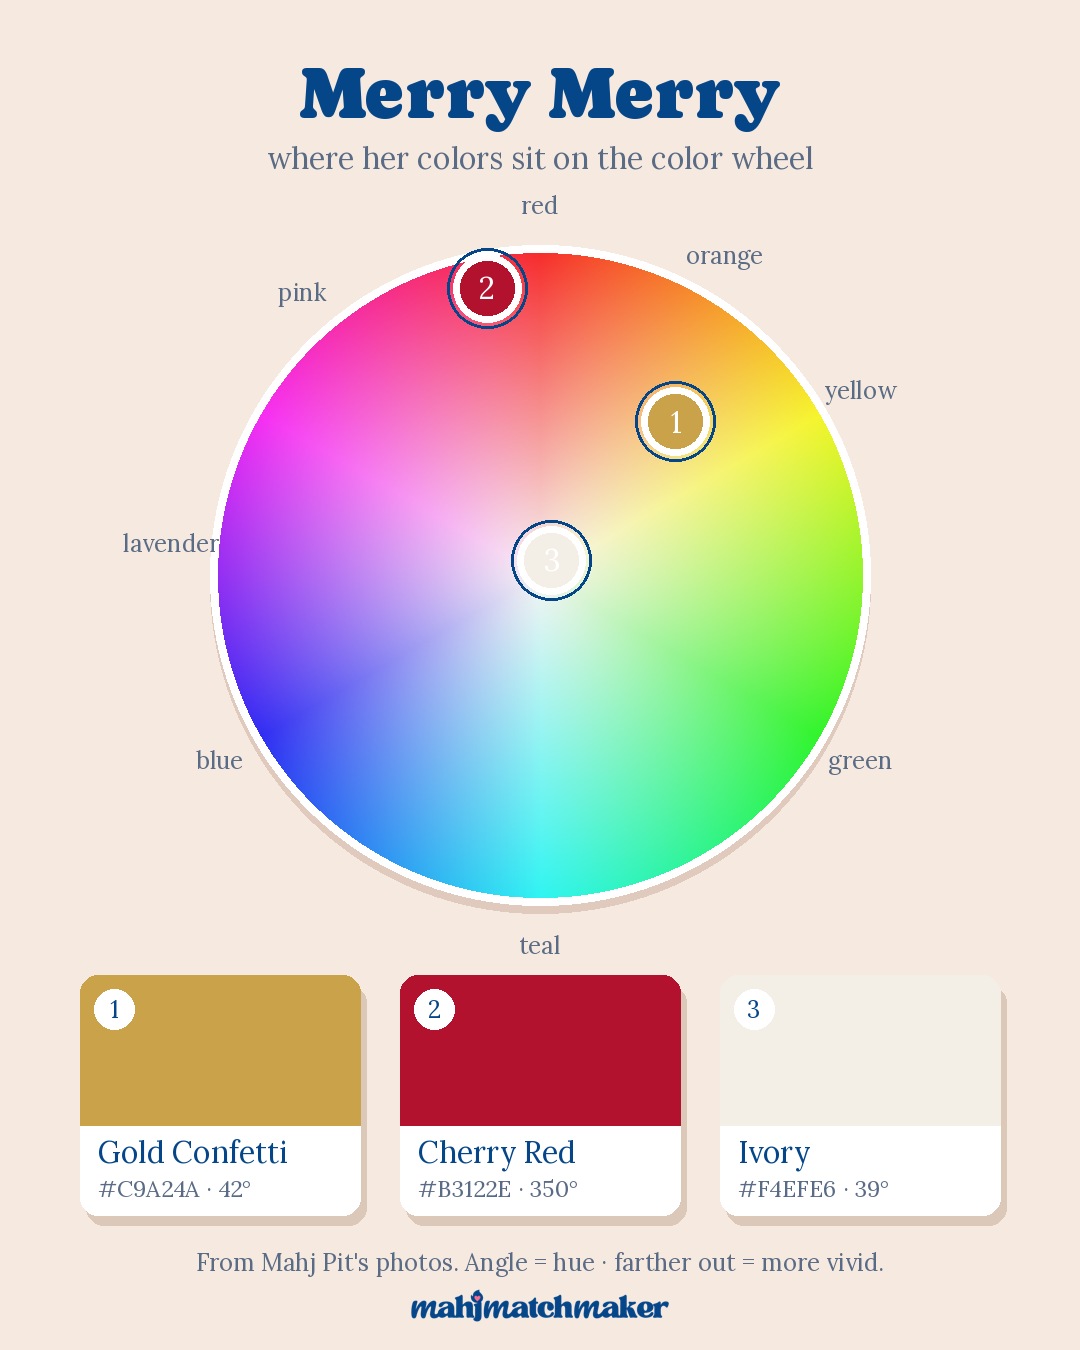 Merry Merry
where her colors sit on the color wheel
red
orange
pink
2
yellow
1
3
lavender
blue
green
teal
1
2
3
Gold Confetti
#C9A24A · 42°
Cherry Red
#B3122E · 350°
Ivory
#F4EFE6 · 39°
From Mahj Pit's photos. Angle = hue · farther out = more vivid.
mahjmatchmaker